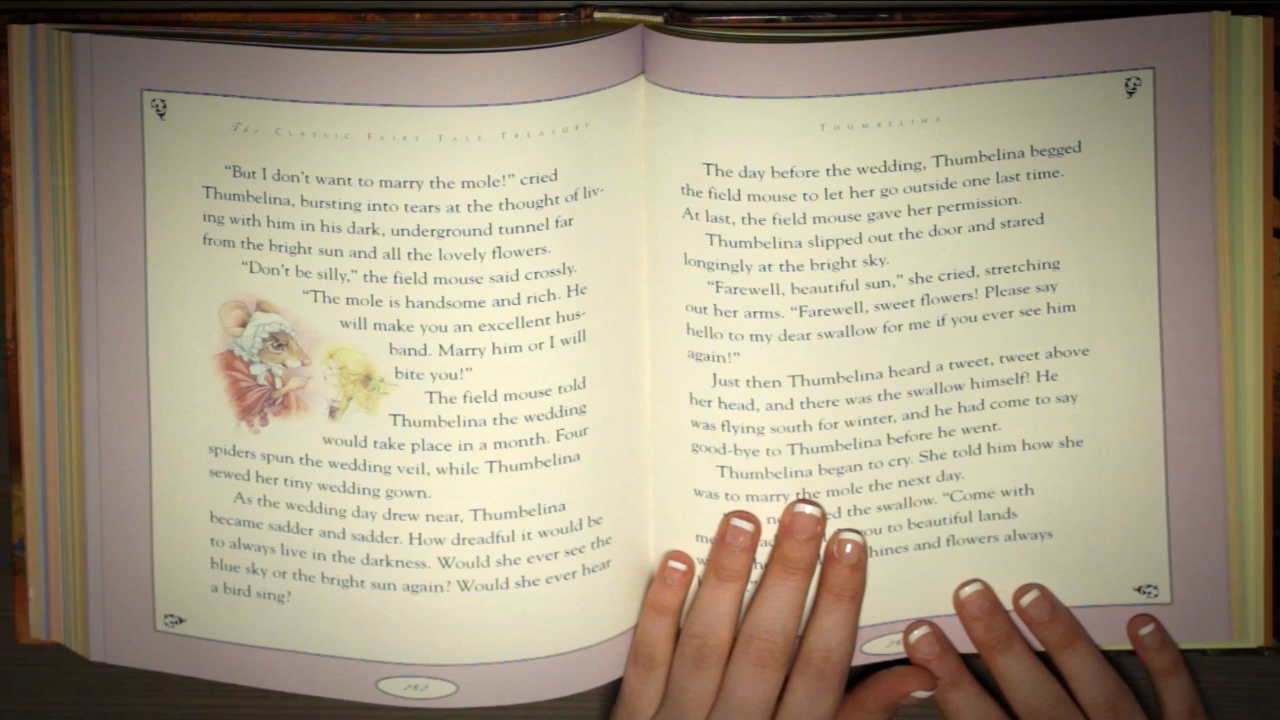 The Classic Fairy Tale Treasury
“But I don’t want to marry the mole!” cried
Thumbelina, bursting into tears at the thought of liv-
ing with him in his dark, underground tunnel far
from the bright sun and all the lovely flowers.
“Don’t be silly,” the field mouse said crossly.
“The mole is handsome and rich. He
will make you an excellent hus-
band. Marry him or I will
bite you!”
The field mouse told
Thumbelina the wedding
would take place in a month. Four
spiders spun the wedding veil, while Thumbelina
sewed her tiny wedding gown.
As the wedding day drew near, Thumbelina
became sadder and sadder. How dreadful it would be
to always live in the darkness. Would she ever see the
blue sky or the bright sun again? Would she ever hear
a bird sing?
262
Thumbelina
The day before the wedding, Thumbelina begged
the field mouse to let her go outside one last time.
At last, the field mouse gave her permission.
Thumbelina slipped out the door and stared
longingly at the bright sky.
“Farewell, beautiful sun,” she cried, stretching
out her arms. “Farewell, sweet flowers! Please say
hello to my dear swallow for me if you ever see him
again!”
Just then Thumbelina heard a tweet, tweet above
her head, and there was the swallow himself! He
was flying south for winter, and he had come to say
good-bye to Thumbelina before he went.
Thumbelina began to cry. She told him how she
was to marry the mole the next day.
the swallow. “Come with
you to beautiful lands
and flowers always